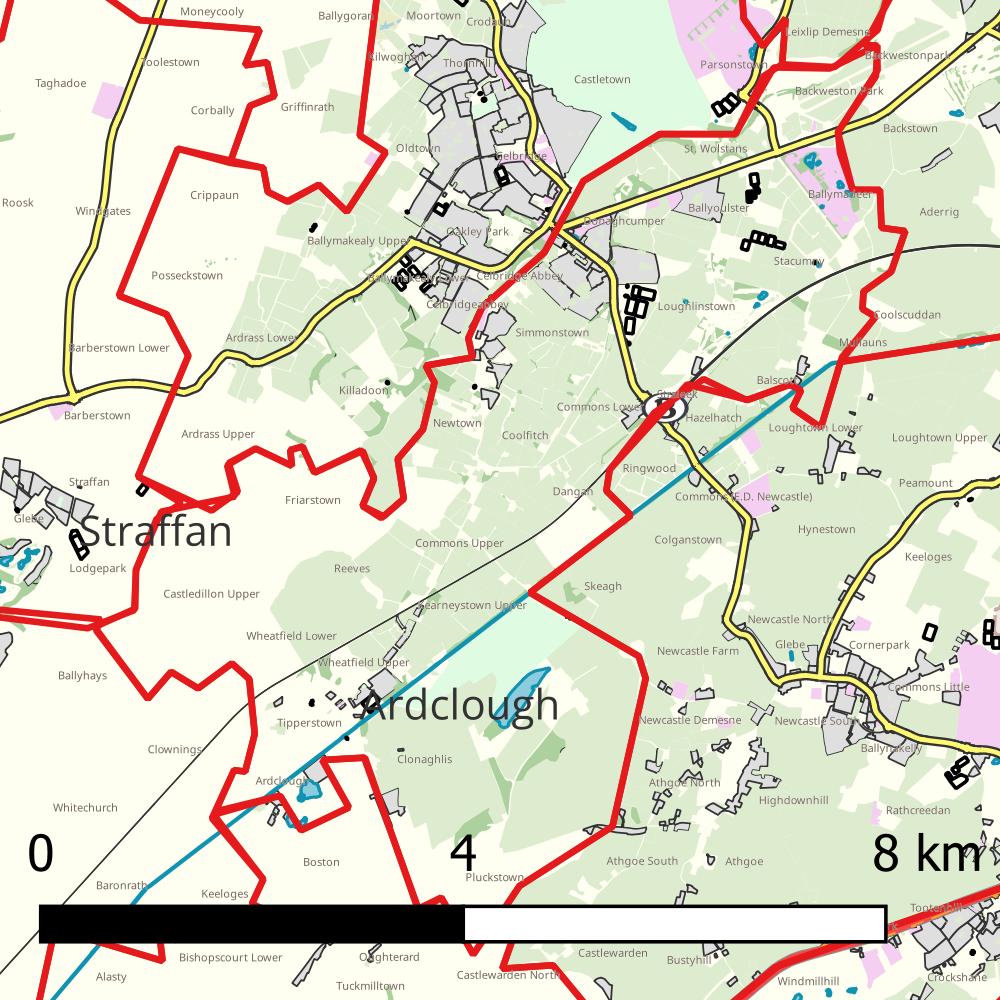 Moneycooly
Ballygoran
Moortown
Crodaun
Leixlip Demesne
Kilwoghan
Thornhill
Toolestown
Parsonstown
Backwestonpark
Taghadoe
Castletown
Backweston Park
Corbally
Griffinrath
Backstown
Oldtown
Celbridge
St. Wolstans
Crippaun
Ballymaneer
Roosk
Windgates
Ballyoulster
Aderrig
Donaghcumper
Oakley Park
Ballymakealy Upper
Stacumny
Posseckstown
Ballymakealy Lower
Celbridge Abbey
Celbridgeabbey
Loughlinstown
Coolscuddan
Simmonstown
Ardrass Lower
Mullauns
Barberstown Lower
Balscott
Killadoon
Straleek
Commons Lower
Hazelhatch
Barberstown
Newtown
Loughtown Lower
Coolfitch
Ardrass Upper
Loughtown Upper
Ringwood
Straffan
Peamount
Dangan
Commons (E.D. Newcastle)
Friarstown
Glebe
Straffan
Hynestown
Colganstown
Commons Upper
Keeloges
Lodgepark
Reeves
Skeagh
Castledillon Upper
Kearneystown Upper
Newcastle North
Wheatfield Lower
Glebe
Cornerpark
Newcastle Farm
Wheatfield Upper
Ballyhays
Commons Little
Ardclough
Tipperstown
Newcastle Demesne
Newcastle South
Clownings
Ballynakelly
Clonaghlis
Ardclough
Athgoe North
Highdownhill
Whitechurch
Rathcreedan
0
4
8 km
Boston
Athgoe South
Athgoe
Pluckstown
Baronrath
Keeloges
Tootenhill
Bishopscourt Lower
Oughterard
Castlewarden
Bustyhill
Alasty
Castlewarden North
Crockshane
Windmillhill
Tuckmilltown